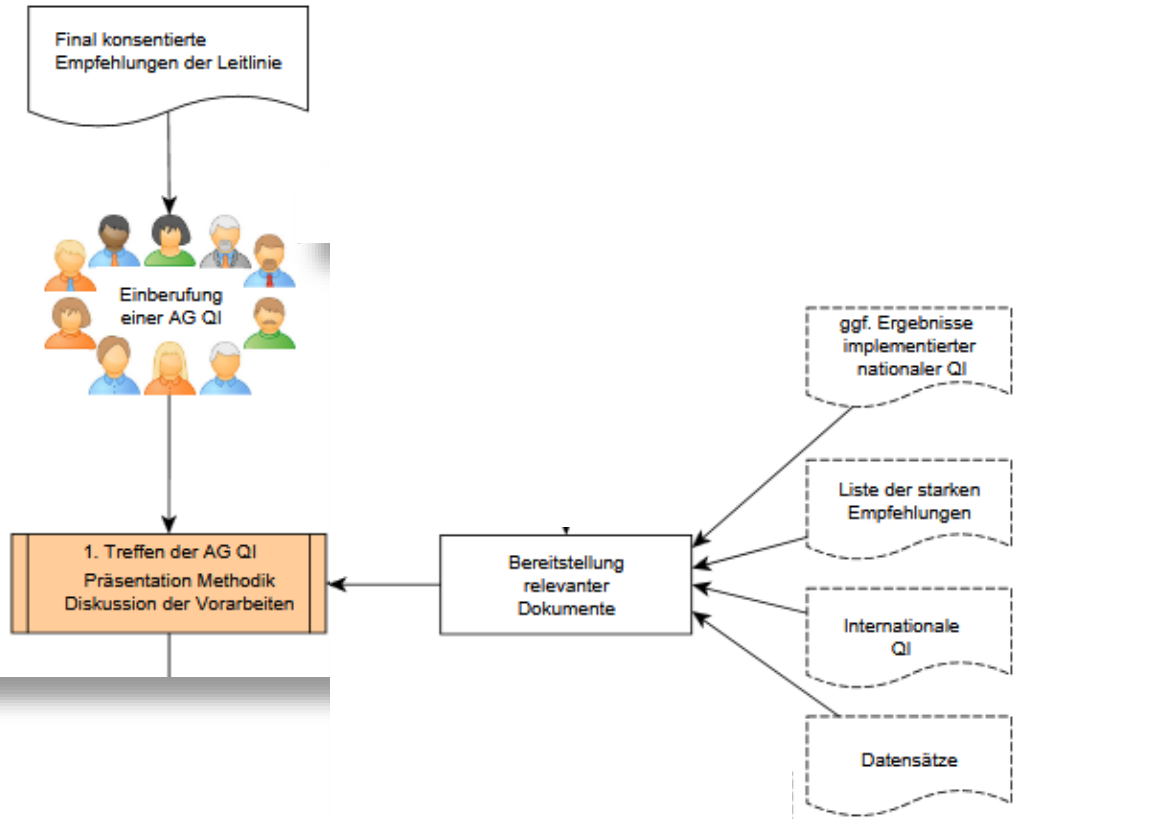 Final konsentierte
Empfehlungen der Leitlinie
Einberufung
einer AG QI
1. Treffen der AG QI
Präsentation Methodik
Diskussion der Vorarbeiten
Bereitstellung
relevanter
Dokumente
ggf. Ergebnisse
implementierter
nationaler QI
Liste der starken
Empfehlungen
Internationale
QI
Datensätze